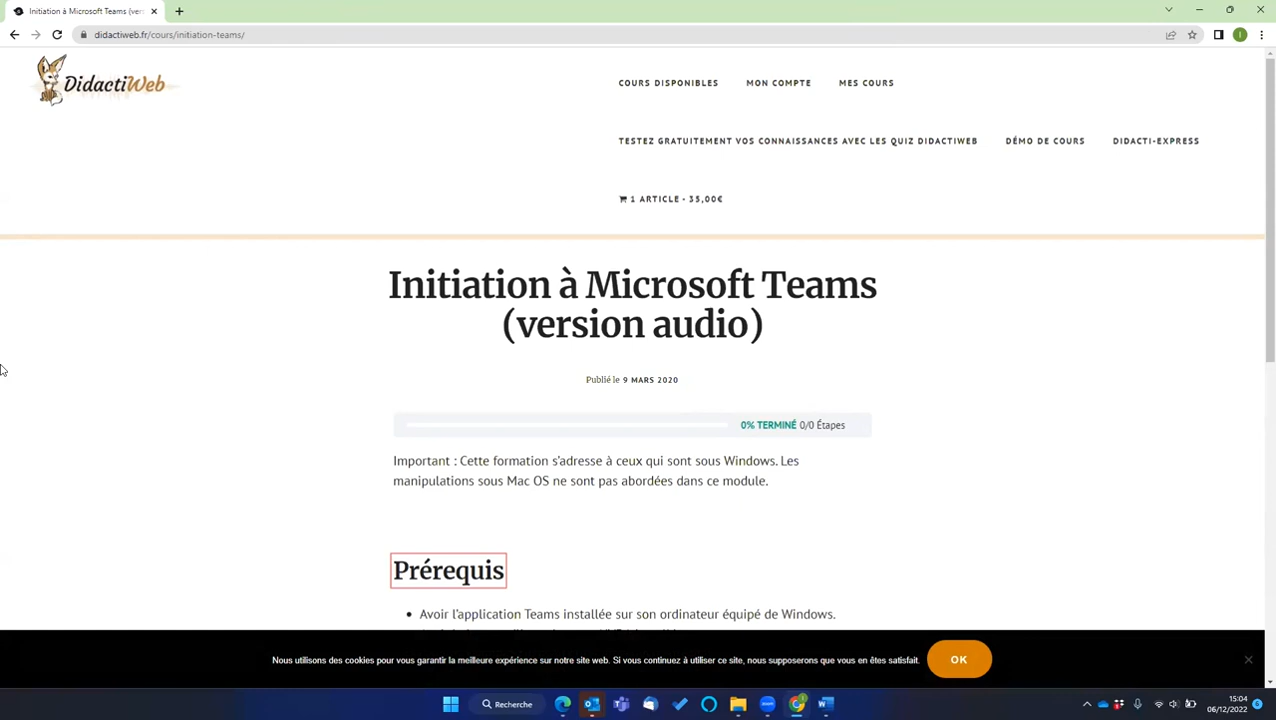 Initiation à Microsoft Teams (vers
didactiweb.fr/cours/initiation-teams/
DidactiWeb
COURS DISPONIBLES MON COMPTE MES COURS
TESTEZ GRATUITEMENT VOS CONNAISSANCES AVEC LES QUIZ DIDACTIWEB DÉMO DE COURS DIDACTI-EXPRESS
1 ARTICLE - 35,00€
Initiation à Microsoft Teams
(version audio)
Publié le 9 MARS 2020
0% TERMINÉ 0/0 Étapes
Important : Cette formation s'adresse à ceux qui sont sous Windows. Les
manipulations sous Mac OS ne sont pas abordées dans ce module.
Prérequis
• Avoir l'application Teams installée sur son ordinateur équipé de Windows.
Nous utilisons des cookies pour vous garantir la meilleure expérience sur notre site web. Si vous continuez à utiliser ce site, nous supposerons que vous en êtes satisfait.
OK
Recherche
15:04
06/12/2022